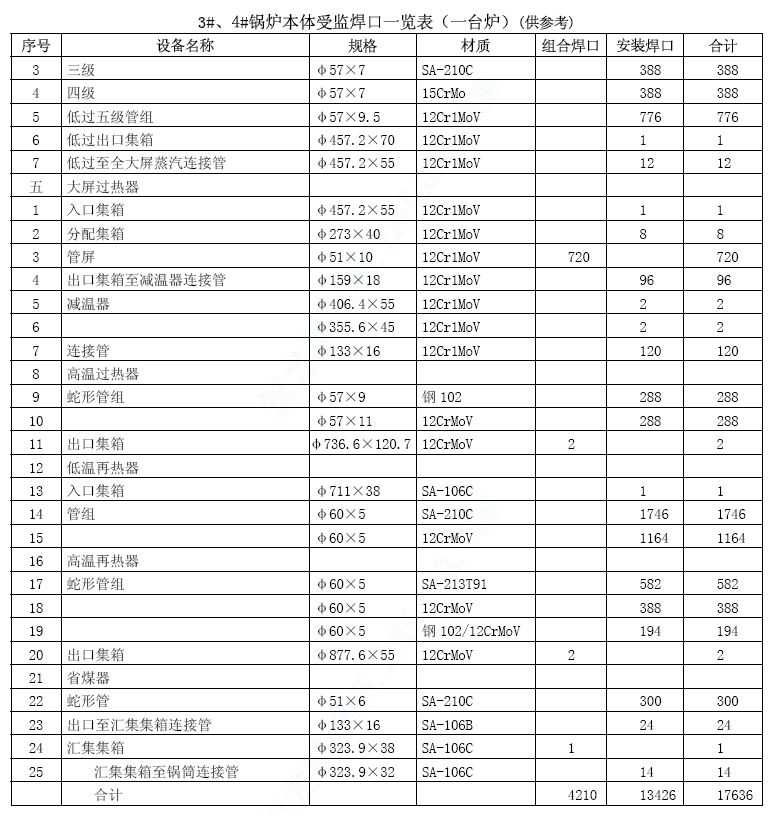 3#、4#锅炉本体受监焊口一览表（一台炉）(供参考)
序号 设备名称 规格 材质 组合焊口 安装焊口 合计
3 三级 φ57×7 SA-210C 388 388
4 四级 φ57×7 15CrMo 388 388
5 低过五级管组 φ57×9.5 12Cr1MoV 776 776
6 低过出口集箱 φ457.2×70 12Cr1MoV 1 1
7 低过至全大屏蒸汽连接管 φ457.2×55 12Cr1MoV 12 12
五 大屏过热器
1 入口集箱 φ457.2×55 12Cr1MoV 1 1
2 分配集箱 φ273×40 12Cr1MoV 8 8
3 管屏 φ51×10 12Cr1MoV 720 720
4 出口集箱至减温器连接管 φ159×18 12Cr1MoV 96 96
5 减温器 φ406.4×55 12Cr1MoV 2 2
6 φ355.6×45 12Cr1MoV 2 2
7 连接管 φ133×16 12Cr1MoV 120 120
8 高温过热器
9 蛇形管组 φ57×9 钢102 288 288
10 φ57×11 12CrMoV 288 288
11 出口集箱 φ736.6×120.7 12CrMoV 2 2
12 低温再热器
13 入口集箱 φ711×38 SA-106C 1 1
14 管组 φ60×5 SA-210C 1746 1746
15 φ60×5 12CrMoV 1164 1164
16 高温再热器
17 蛇形管组 φ60×5 SA-213T91 582 582
18 φ60×5 12CrMoV 388 388
19 φ60×5 钢102/12CrMoV 194 194
20 出口集箱 φ877.6×55 12CrMoV 2 2
21 省煤器
22 蛇形管 φ51×6 SA-210C 300 300
23 出口至汇集集箱连接管 φ133×16 SA-106B 24 24
24 汇集集箱 φ323.9×38 SA-106C 1 1
25 汇集集箱至锅筒连接管 φ323.9×32 SA-106C 14 14
合计 4210 13426 17636